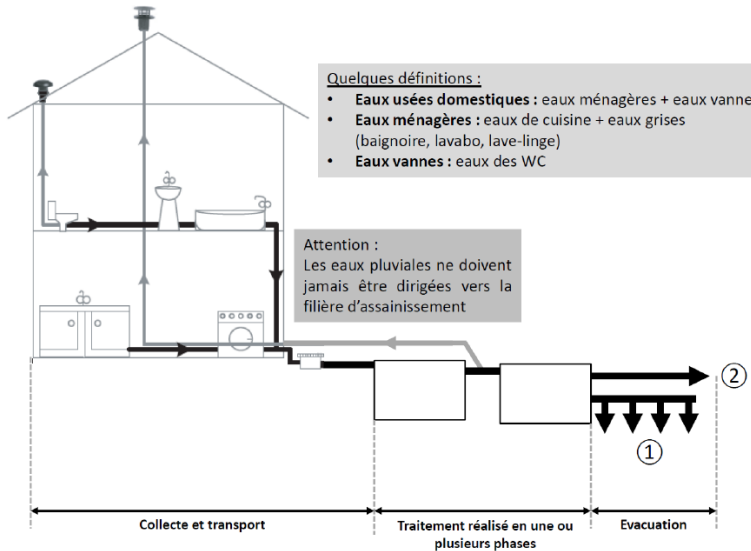 Quelques définitions :
• Eaux usées domestiques : eaux ménagères + eaux vanne
• Eaux ménagères : eaux de cuisine + eaux grises
(baignoire, lavabo, lave-linge)
• Eaux vannes : eaux des WC
Attention :
Les eaux pluviales ne doivent
jamais être dirigées vers la
filière d'assainissement
②
①
Collecte et transport
Traitement réalisé en une ou
plusieurs phases
Evacuation